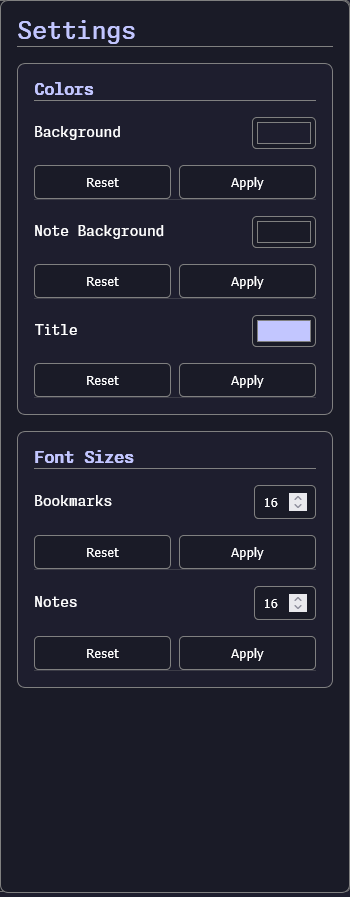 Settings
Colors
Background
Reset Apply
Note Background
Reset Apply
Title
Reset Apply
Font Sizes
Bookmarks 16
Reset Apply
Notes 16
Reset Apply